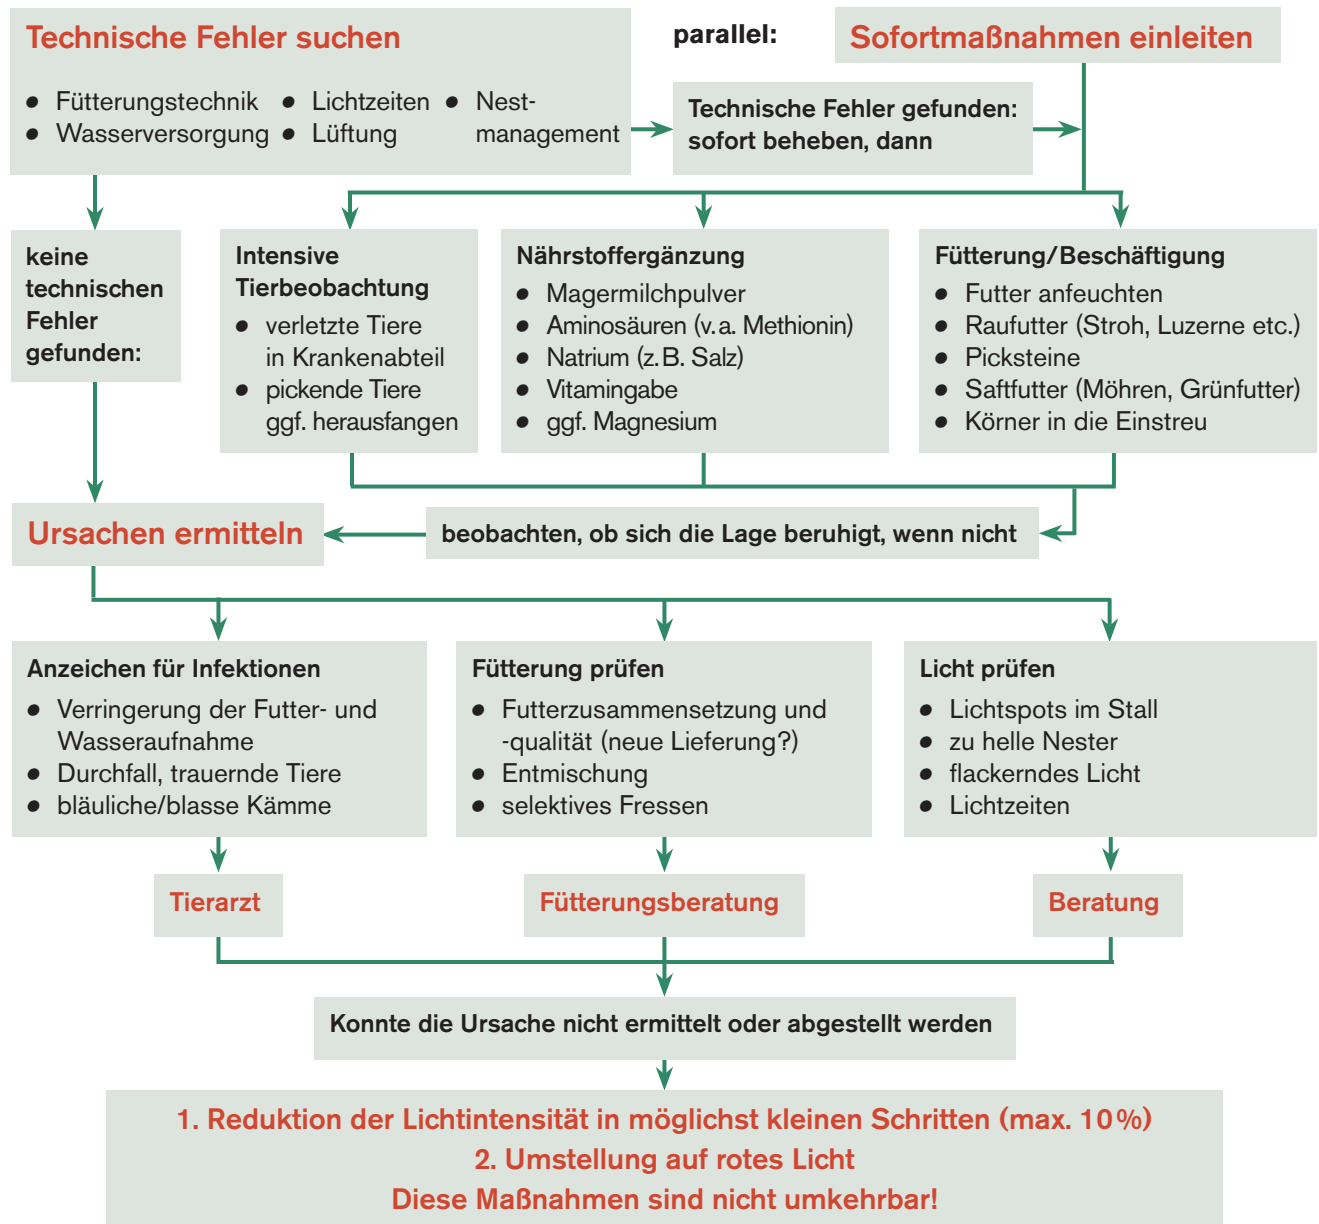 Technische Fehler suchen
● Fütterungstechnik ● Lichtzeiten ● Nest-
● Wasserversorgung ● Lüftung management
parallel:
Sofortmaßnahmen einleiten
Technische Fehler gefunden:
sofort beheben, dann
keine
technischen
Fehler
gefunden:
Intensive
Tierbeobachtung
● verletzte Tiere
in Krankenabteil
● pickende Tiere
ggf. herausfangen
Nährstoffergänzung
● Magermilchpulver
● Aminosäuren (v. a. Methionin)
● Natrium (z. B. Salz)
● Vitamingabe
● ggf. Magnesium
Fütterung/Beschäftigung
● Futter anfeuchten
● Raufutter (Stroh, Luzerne etc.)
● Picksteine
● Saftfutter (Möhren, Grünfutter)
● Körner in die Einstreu
Ursachen ermitteln
beobachten, ob sich die Lage beruhigt, wenn nicht
Anzeichen für Infektionen
● Verringerung der Futter- und
Wasseraufnahme
● Durchfall, trauernde Tiere
● bläuliche/blasse Kämme
Fütterung prüfen
● Futterzusammensetzung und
-qualität (neue Lieferung?)
● Entmischung
● selektives Fressen
Licht prüfen
● Lichtspots im Stall
● zu helle Nester
● flackerndes Licht
● Lichtzeiten
Tierarzt
Fütterungsberatung
Beratung
Konnte die Ursache nicht ermittelt oder abgestellt werden
1. Reduktion der Lichtintensität in möglichst kleinen Schritten (max. 10 %)
2. Umstellung auf rotes Licht
Diese Maßnahmen sind nicht umkehrbar!